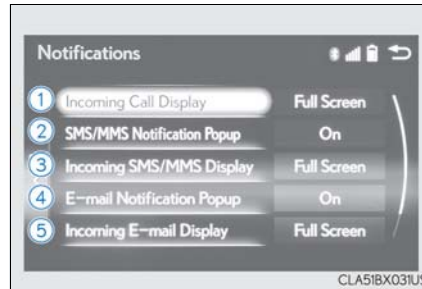 Notifications
1 Incoming Call Display Full Screen
2 SMS/MMS Notification Popup On
3 Incoming SMS/MMS Display Full Screen
4 E-mail Notification Popup On
5 Incoming E-mail Display Full Screen
CLA51BX031US